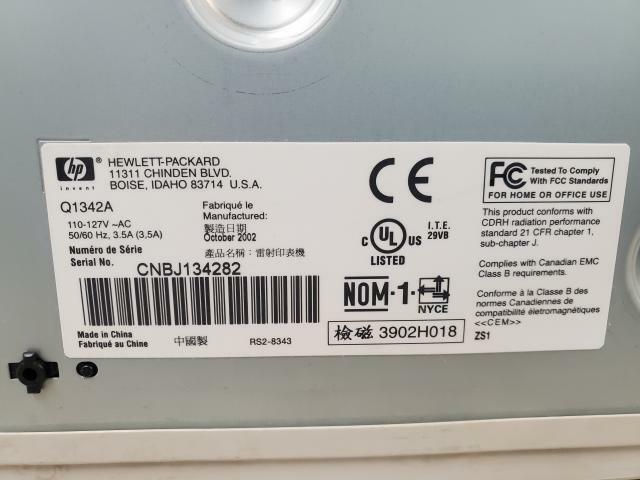 hp
invent
HEWLETT-PACKARD
11311 CHINDEN BLVD.
BOISE, IDAHO 83714 U.S.A.
Q1342A
110-127V ~AC
50/60 Hz, 3.5A (3,5A)
Fabriqué le
Manufactured:
製造日期
October 2002
Numéro de Série
Serial No.
產品名稱: 雷射印表機
CNBJ134282
Made in China
Fabriqué au Chine
中國製
RS2-8343
CE
C UL US
LISTED
I.T.E.
29VB
NOM·1·
NYCE
檢磁 3902H018
FCC
Tested To Comply
With FCC Standards
FOR HOME OR OFFICE USE
This product conforms with
CDRH radiation performance
standard 21 CFR chapter 1,
sub-chapter J.
Complies with Canadian EMC
Class B requirements.
Conforme à la Classe B des
normes Canadiennes de
compatibilité eletromagnétiques
<<CEM>>
ZS1